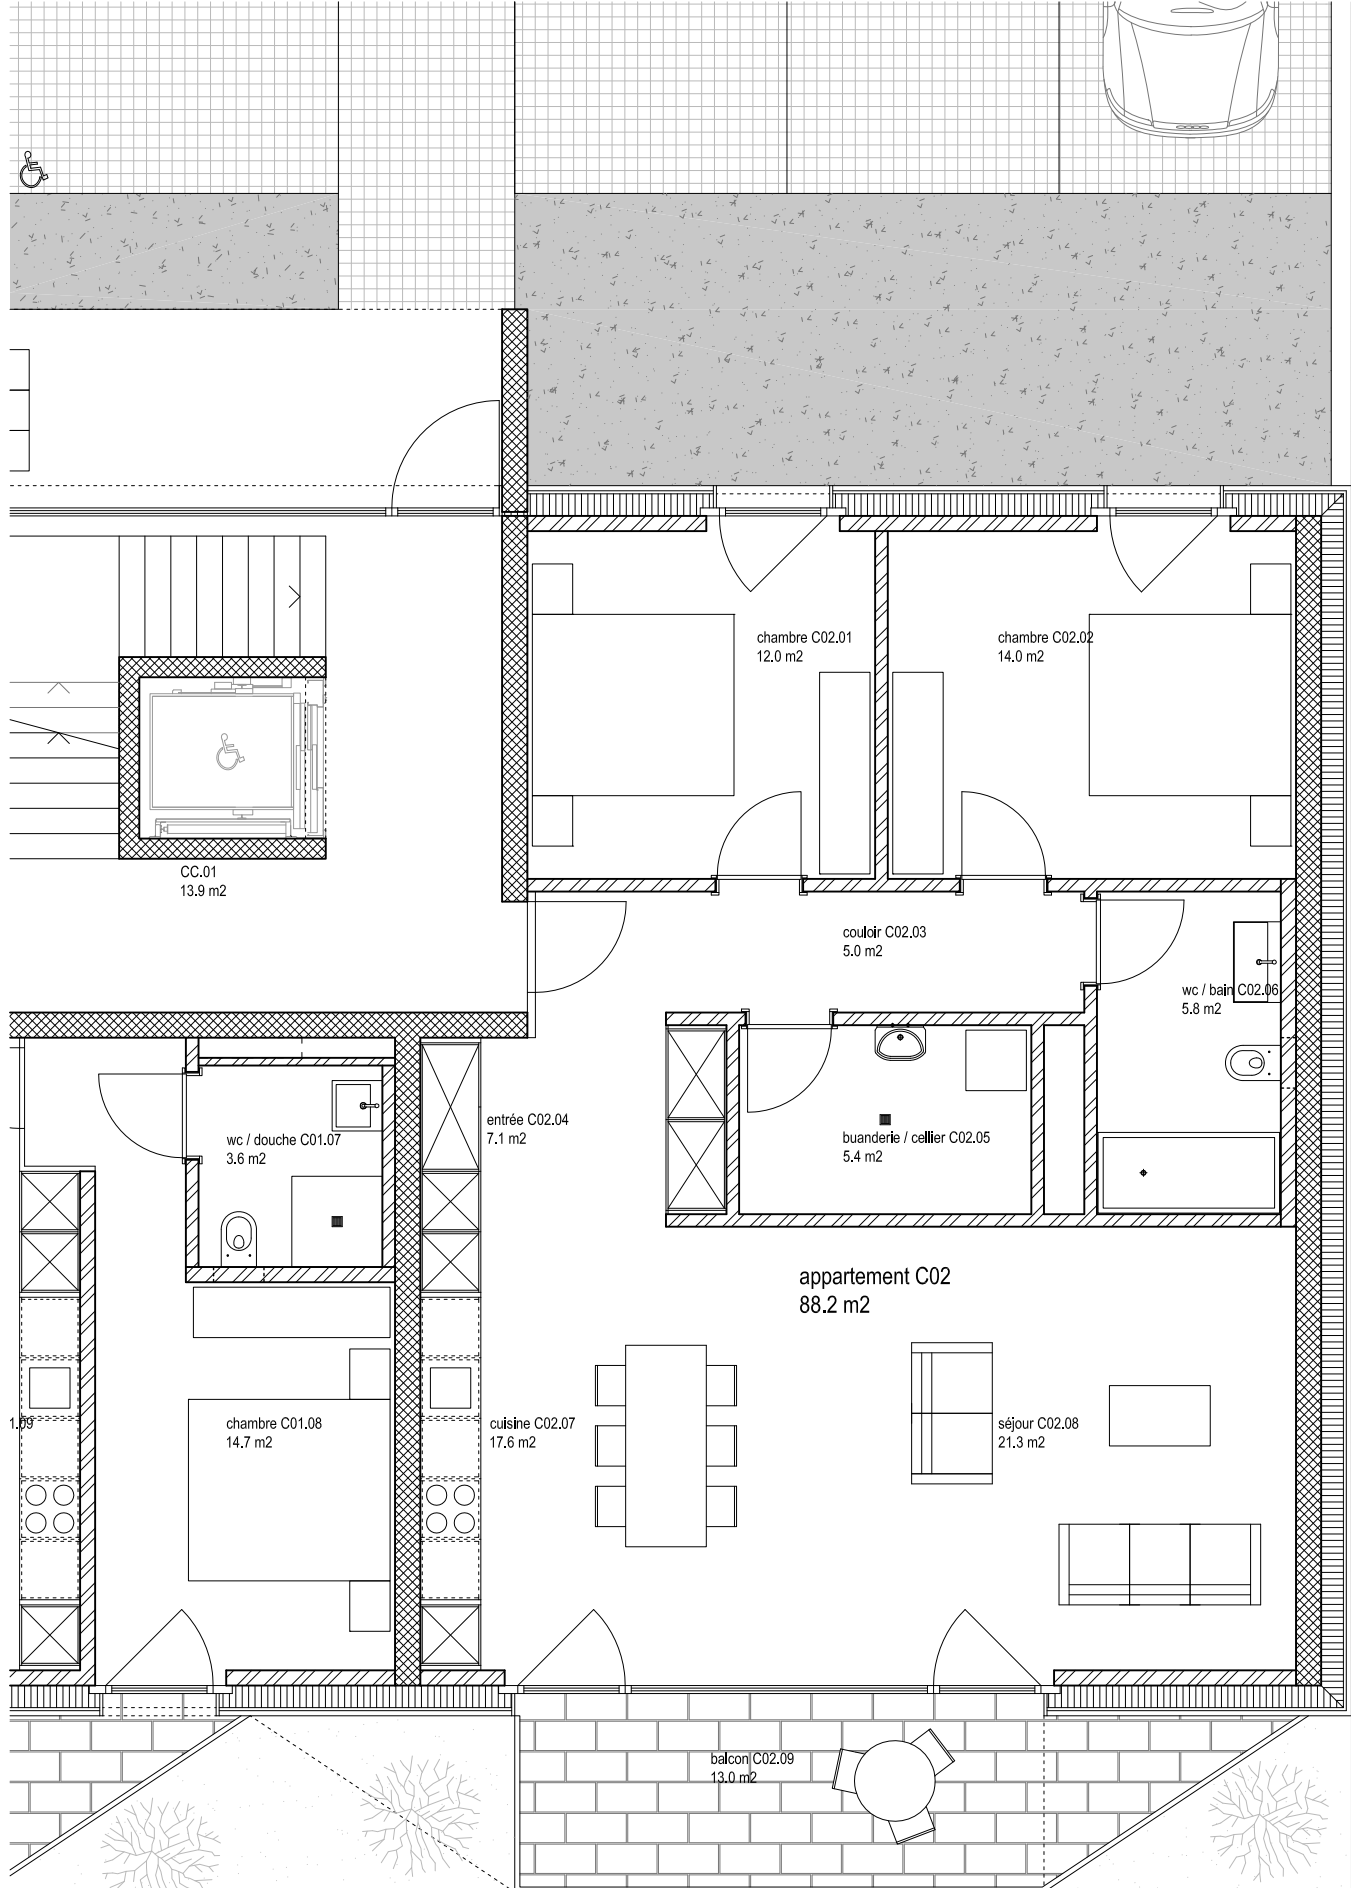 chambre C02.01
12.0 m2
chambre C02.02
14.0 m2
CC.01
13.9 m2
couloir C02.03
5.0 m2
wc / bain C02.06
5.8 m2
entrée C02.04
7.1 m2
wc / douche C01.07
3.6 m2
buanderie / cellier C02.05
5.4 m2
appartement C02
88.2 m2
1.09
chambre C01.08
14.7 m2
cuisine C02.07
17.6 m2
séjour C02.08
21.3 m2
balcon C02.09
13.0 m2